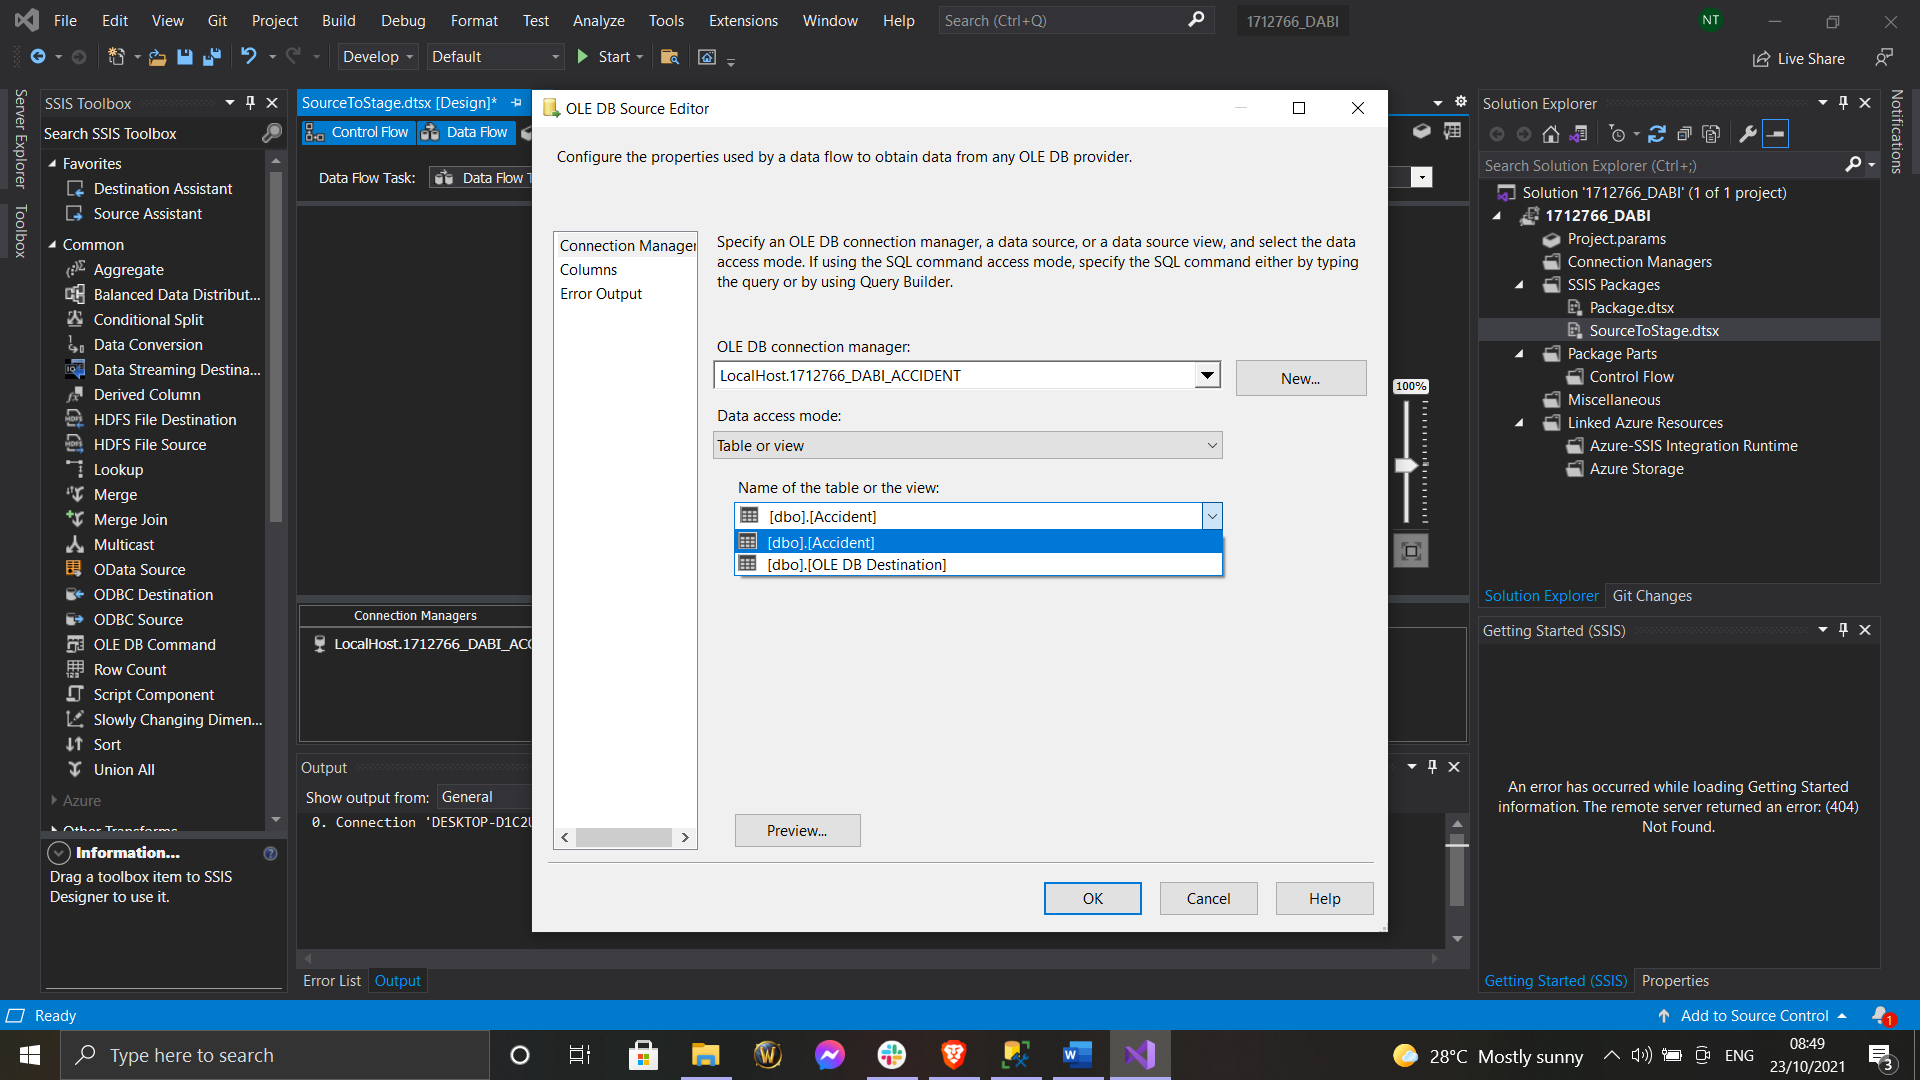 File Edit View Git Project Build Debug Format Test Analyze Tools Extensions Window Help Search (Ctrl+Q) 1712766_DABI NT
Develop Default Start Live Share
Server Explorer
Toolbox
SSIS Toolbox
Search SSIS Toolbox
Favorites
Destination Assistant
Source Assistant
Common
Aggregate
Balanced Data Distribut...
Conditional Split
Data Conversion
Data Streaming Destina...
Derived Column
HDFS File Destination
HDFS File Source
Lookup
Merge
Merge Join
Multicast
OData Source
ODBC Destination
ODBC Source
OLE DB Command
Row Count
Script Component
Slowly Changing Dimen...
Sort
Union All
Azure
Other Transforms
Information...
Drag a toolbox item to SSIS
Designer to use it.
SourceToStage.dtsx [Design]*
Control Flow Data Flow
Data Flow Task: Data Flow T
100%
Connection Managers
LocalHost.1712766_DABI_ACC
Output
Show output from: General
0. Connection 'DESKTOP-D1C2U
Error List Output
OLE DB Source Editor
Configure the properties used by a data flow to obtain data from any OLE DB provider.
Connection Manager
Columns
Error Output
Specify an OLE DB connection manager, a data source, or a data source view, and select the data
access mode. If using the SQL command access mode, specify the SQL command either by typing
the query or by using Query Builder.
OLE DB connection manager:
LocalHost.1712766_DABI_ACCIDENT
New...
Data access mode:
Table or view
Name of the table or the view:
[dbo].[Accident]
[dbo].[Accident]
[dbo].[OLE DB Destination]
Preview...
OK Cancel Help
Solution Explorer
Search Solution Explorer (Ctrl+;)
Solution '1712766_DABI' (1 of 1 project)
1712766_DABI
Project.params
Connection Managers
SSIS Packages
Package.dtsx
SourceToStage.dtsx
Package Parts
Control Flow
Miscellaneous
Linked Azure Resources
Azure-SSIS Integration Runtime
Azure Storage
Solution Explorer Git Changes
Getting Started (SSIS)
An error has occurred while loading Getting Started
information. The remote server returned an error: (404)
Not Found.
Getting Started (SSIS) Properties
Notifications
Ready Add to Source Control 1
Type here to search 28°C Mostly sunny ENG 08:49
23/10/2021 3